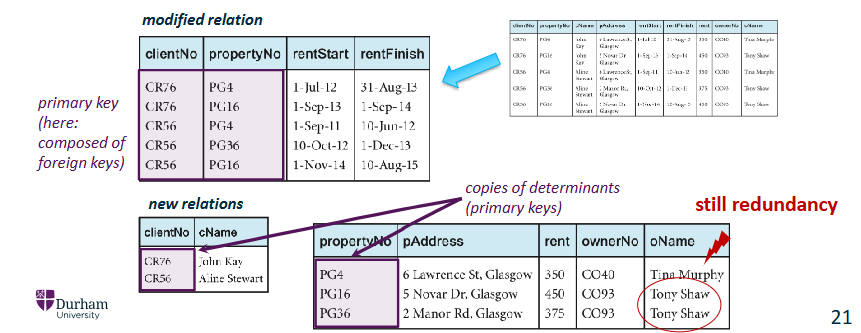 modified relation
clientNo propertyNo rentStart rentFinish
CR76 PG4 1-Jul-12 31-Aug-13
CR76 PG16 1-Sep-13 1-Sep-14
CR56 PG4 1-Sep-11 10-Jun-12
CR56 PG36 10-Oct-12 1-Dec-13
CR56 PG16 1-Nov-14 10-Aug-15
primary key
(here:
composed of
foreign keys)
clientNo propertyNo cName pAddress rentStart rentFinish rent ownerNo oName
CR76 PG4 John Kay 6 Lawrence St, Glasgow 1-Jul-12 31-Aug-13 350 CO40 Tina Murphy
CR76 PG16 John Kay 5 Novar Dr, Glasgow 1-Sep-13 1-Sep-14 450 CO93 Tony Shaw
CR56 PG4 Aline Stewart 6 Lawrence St, Glasgow 1-Sep-11 10-Jun-12 350 CO40 Tina Murphy
CR56 PG36 Aline Stewart 2 Manor Rd, Glasgow 10-Oct-12 1-Dec-13 375 CO93 Tony Shaw
CR56 PG16 Aline Stewart 5 Novar Dr, Glasgow 1-Nov-14 10-Aug-15 450 CO93 Tony Shaw
new relations
clientNo cName
CR76 John Kay
CR56 Aline Stewart
copies of determinants
(primary keys)
still redundancy
propertyNo pAddress rent ownerNo oName
PG4 6 Lawrence St, Glasgow 350 CO40 Tina Murphy
PG16 5 Novar Dr, Glasgow 450 CO93 Tony Shaw
PG36 2 Manor Rd, Glasgow 375 CO93 Tony Shaw
Durham
University
21